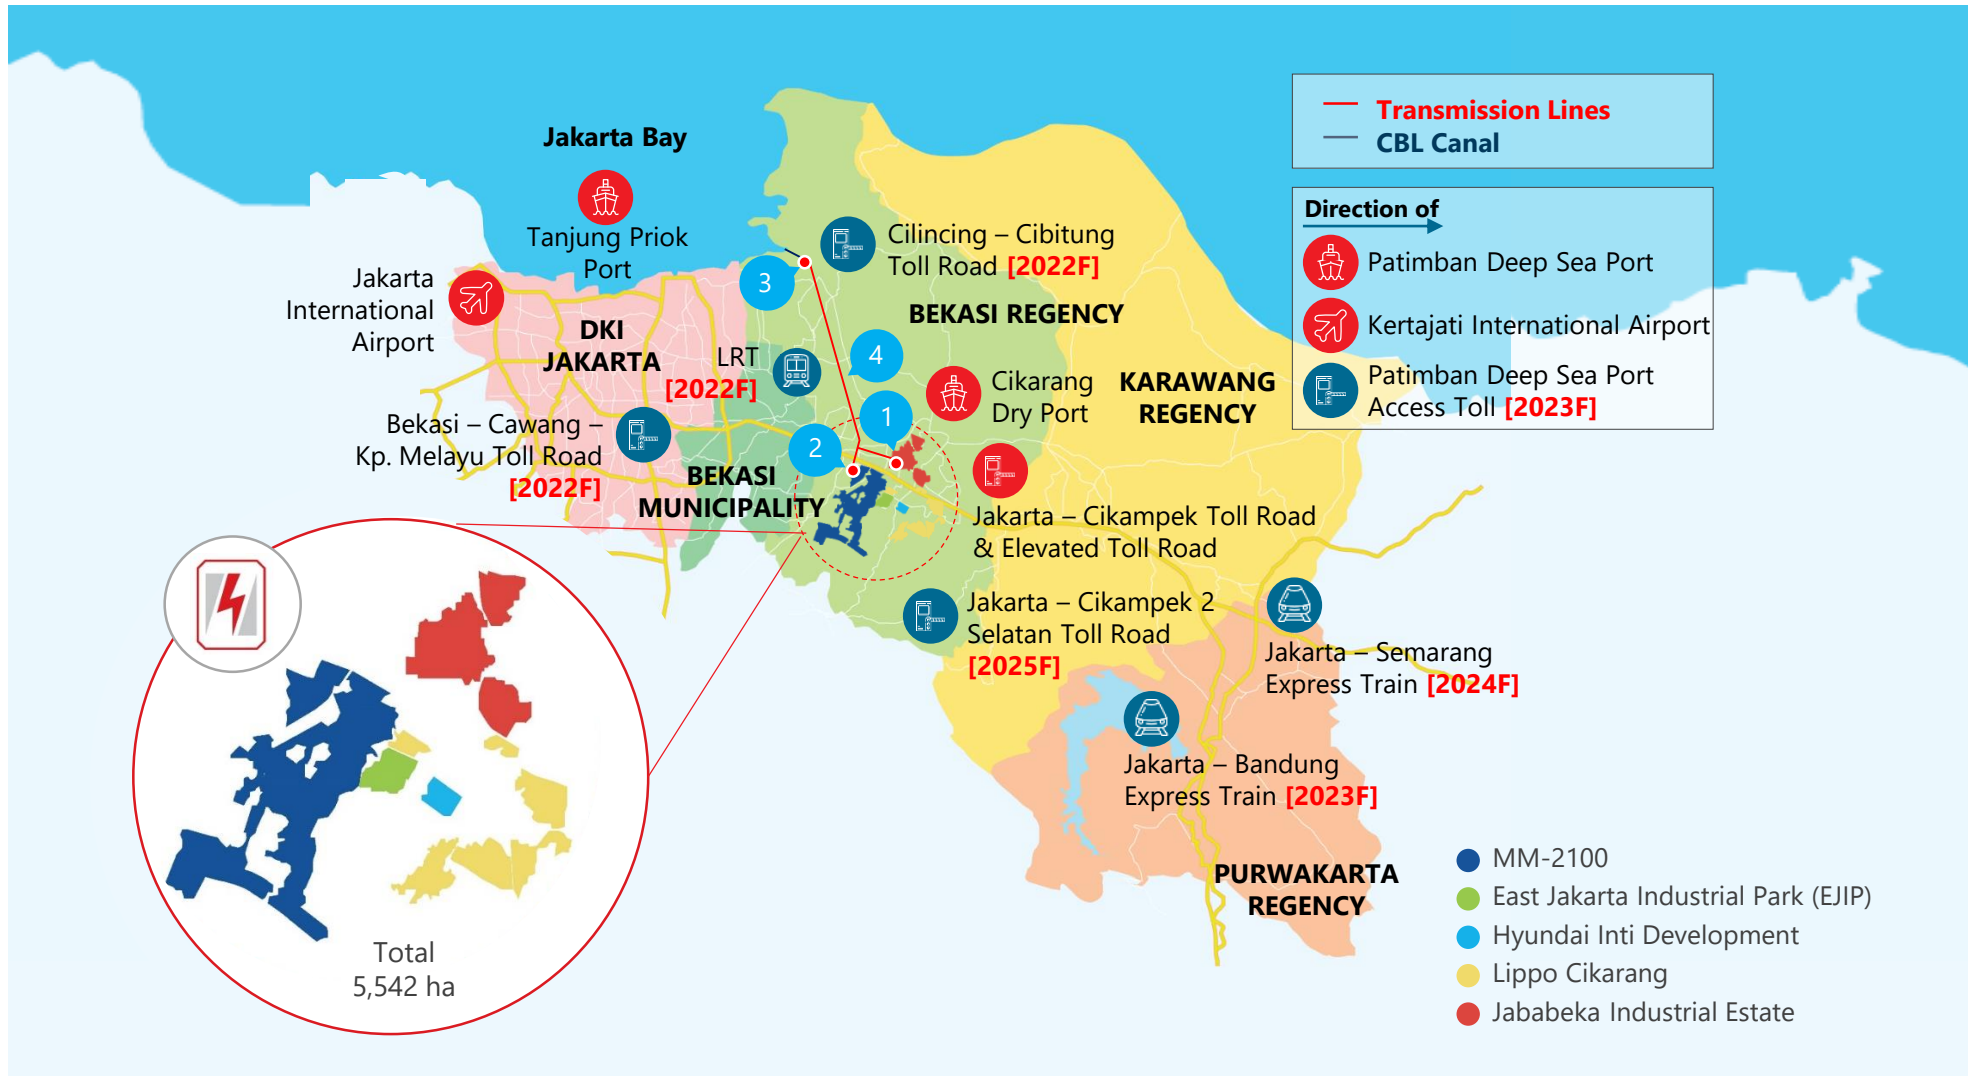 Jakarta Bay
Tanjung Priok
Port
Jakarta
International
Airport
DKI
JAKARTA
LRT
[2022F]
Bekasi – Cawang –
Kp. Melayu Toll Road
[2022F]
BEKASI
MUNICIPALITY
3
4
1
2
Cilincing – Cibitung
Toll Road [2022F]
BEKASI REGENCY
Cikarang
Dry Port
KARAWANG
REGENCY
Jakarta – Cikampek Toll Road
& Elevated Toll Road
Jakarta – Cikampek 2
Selatan Toll Road
[2025F]
Jakarta – Semarang
Express Train [2024F]
Jakarta – Bandung
Express Train [2023F]
PURWAKARTA
REGENCY
Transmission Lines
CBL Canal
Direction of
Patimban Deep Sea Port
Kertajati International Airport
Patimban Deep Sea Port
Access Toll [2023F]
Total
5,542 ha
MM-2100
East Jakarta Industrial Park (EJIP)
Hyundai Inti Development
Lippo Cikarang
Jababeka Industrial Estate